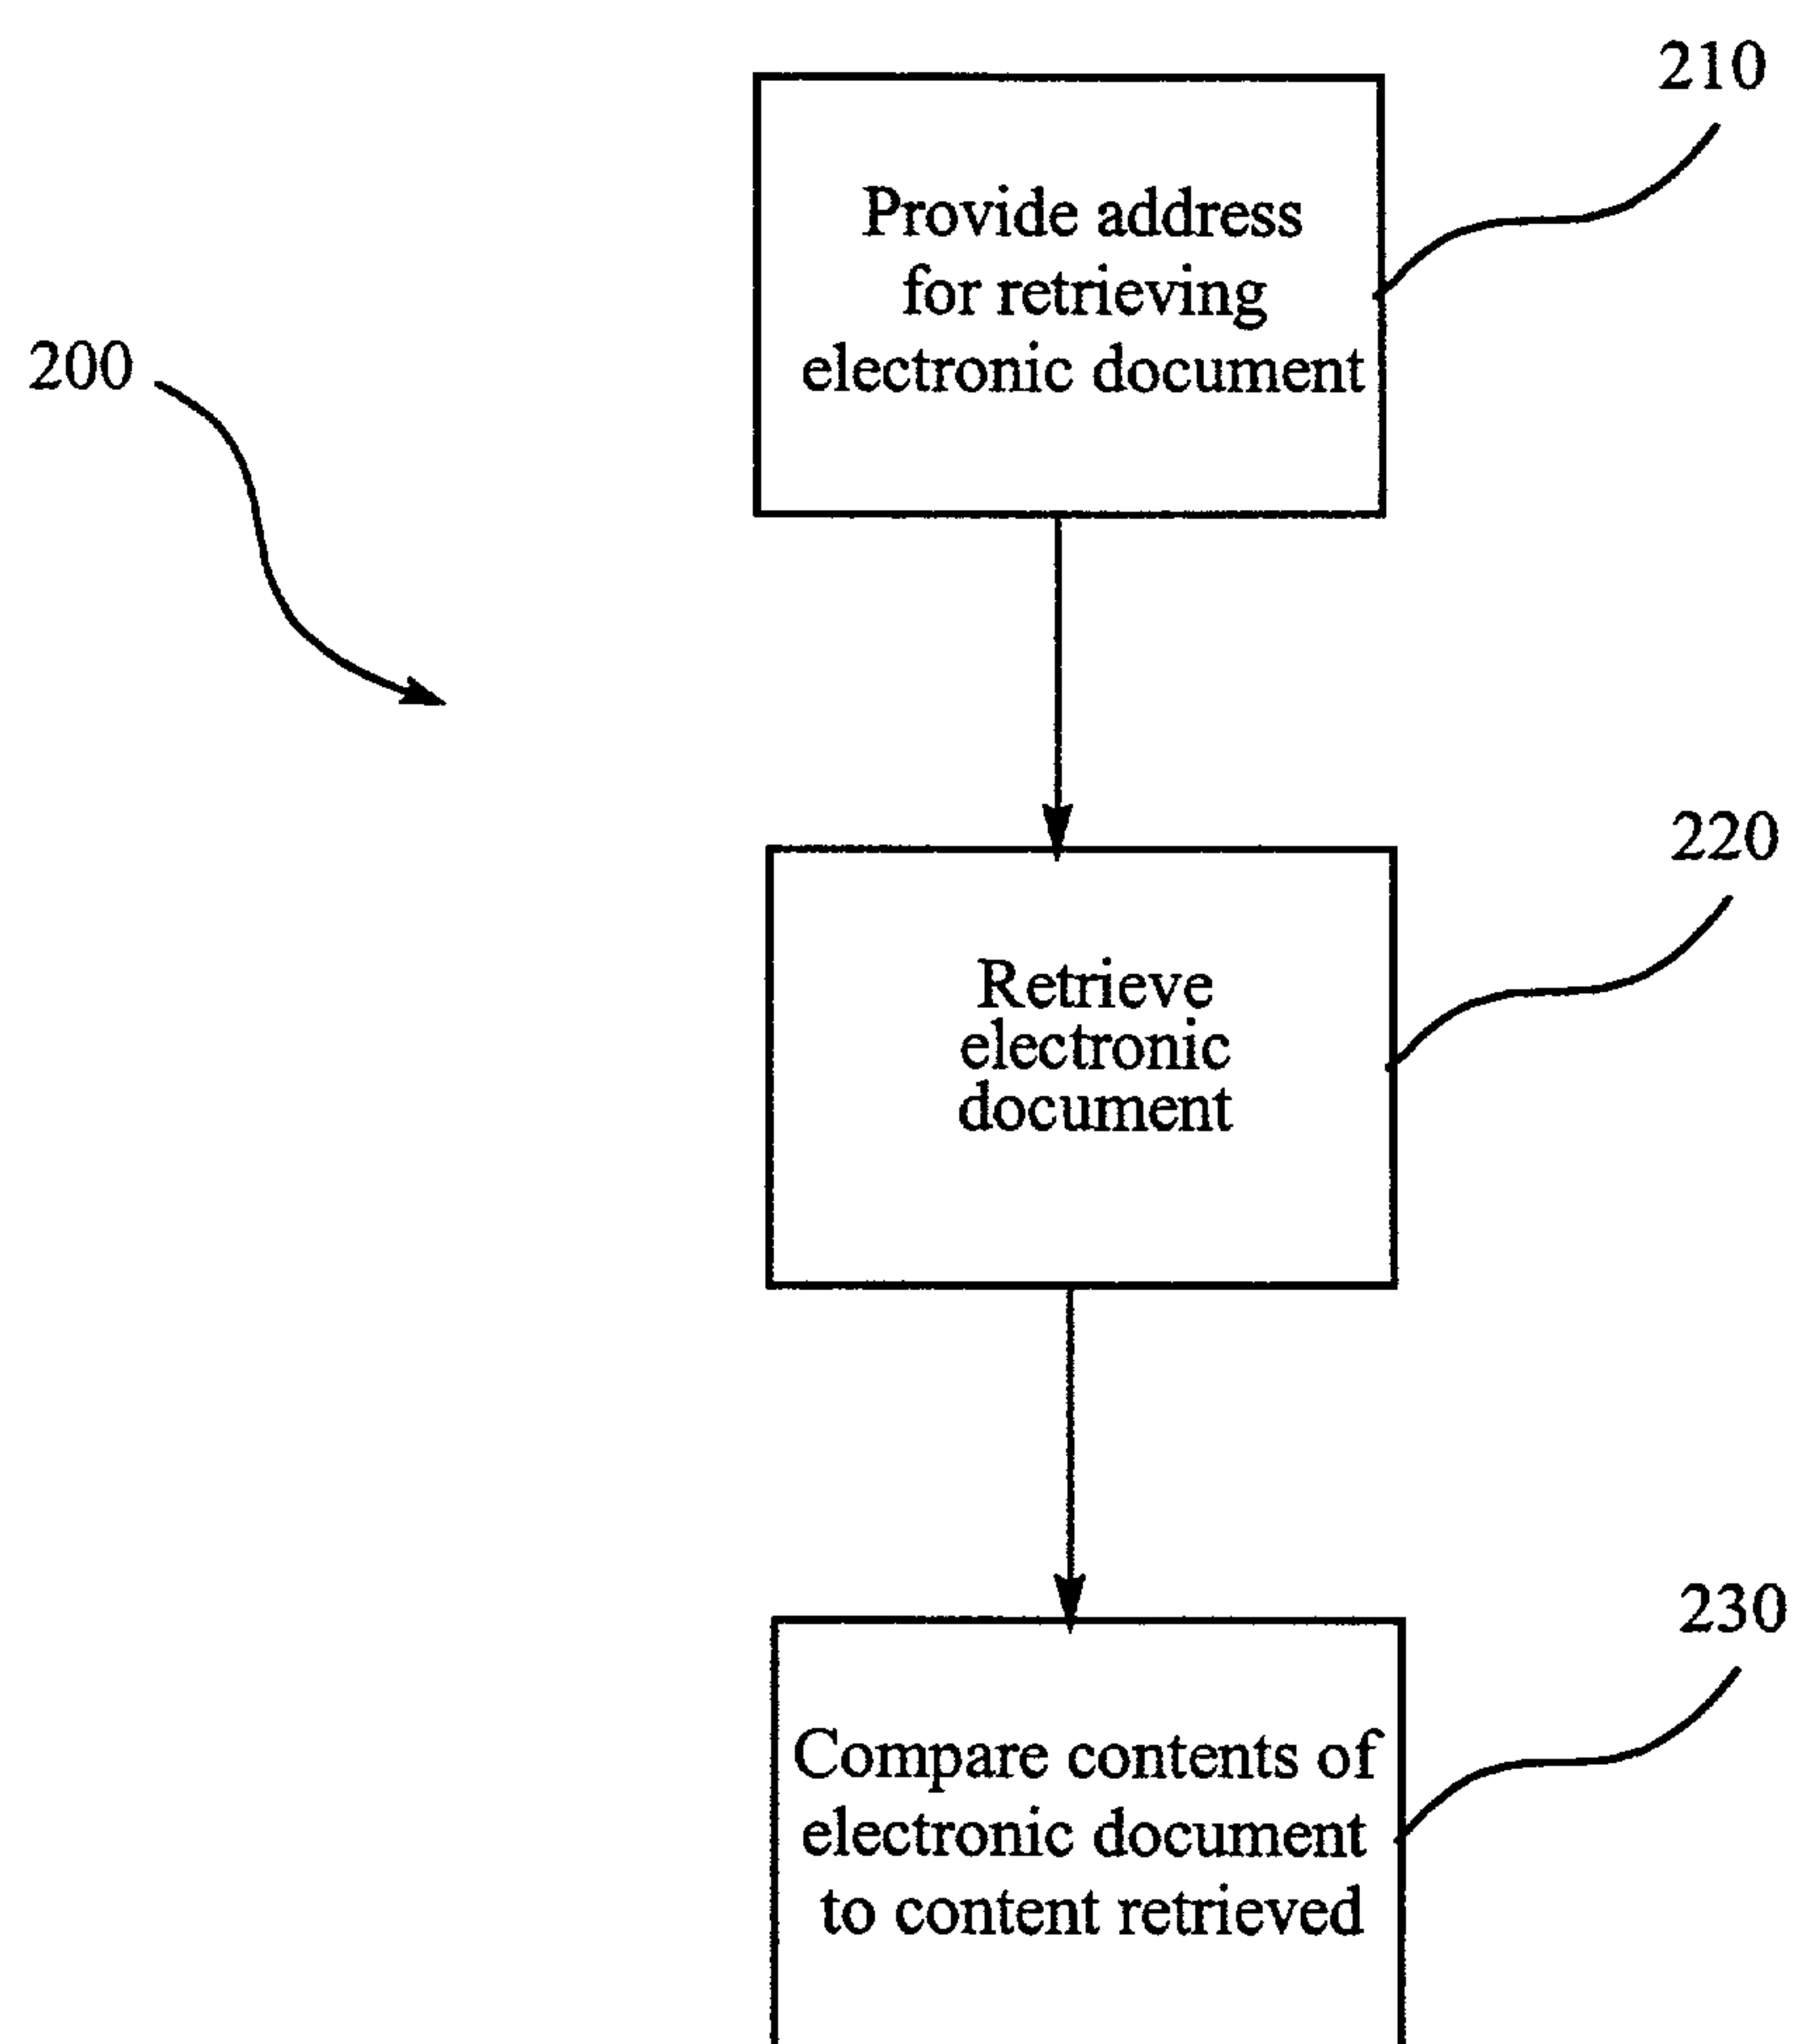 210
Provide address
for retrieving
electronic document
200
220
Retrieve
electronic
document
230
Compare contents of
electronic document
to content retrieved